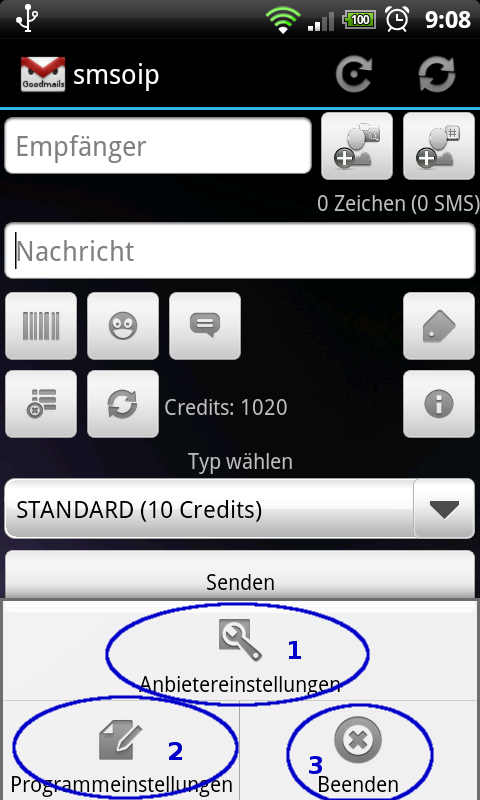 100 9:08
Goodmails smsoip
Empfänger
#
0 Zeichen (0 SMS)
Nachricht
Credits: 1020
Typ wählen
STANDARD (10 Credits)
Senden
1
Anbietereinstellungen
2
3
Programmeinstellungen Beenden